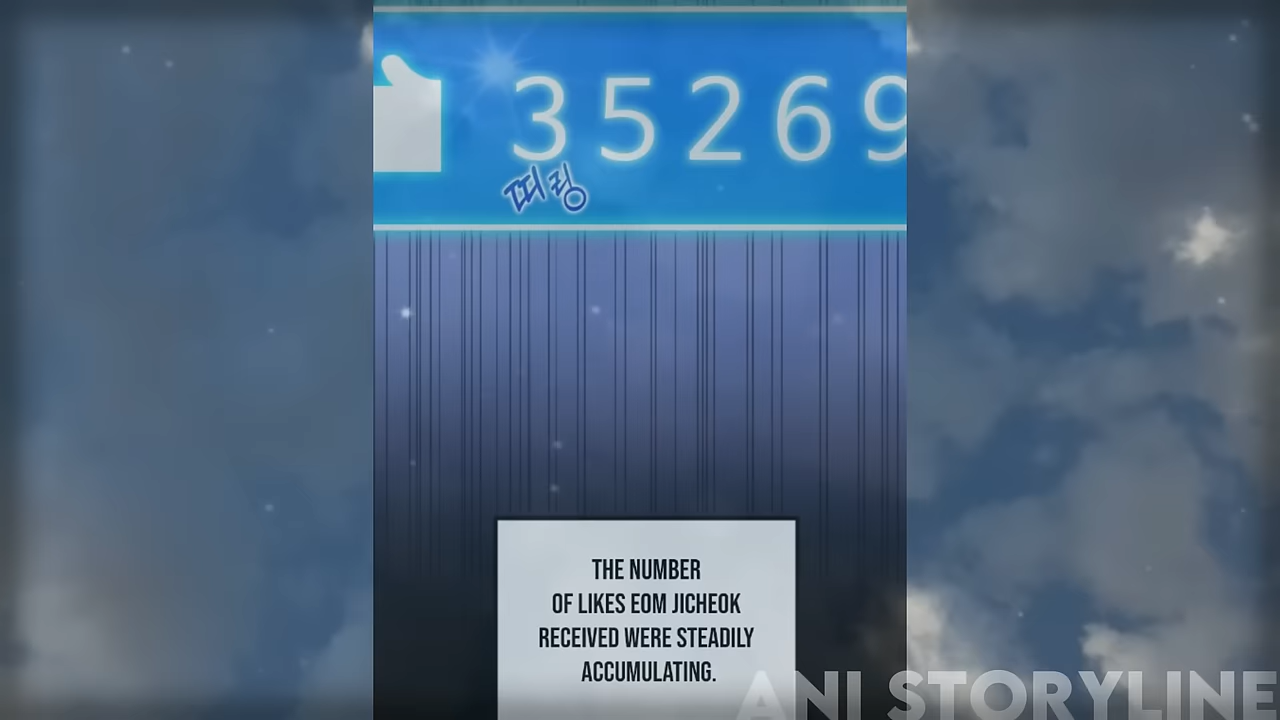 35269
띠링
THE NUMBER
OF LIKES EOM JICHEOK
RECEIVED WERE STEADILY
ACCUMULATING.
ANI STORYLINE